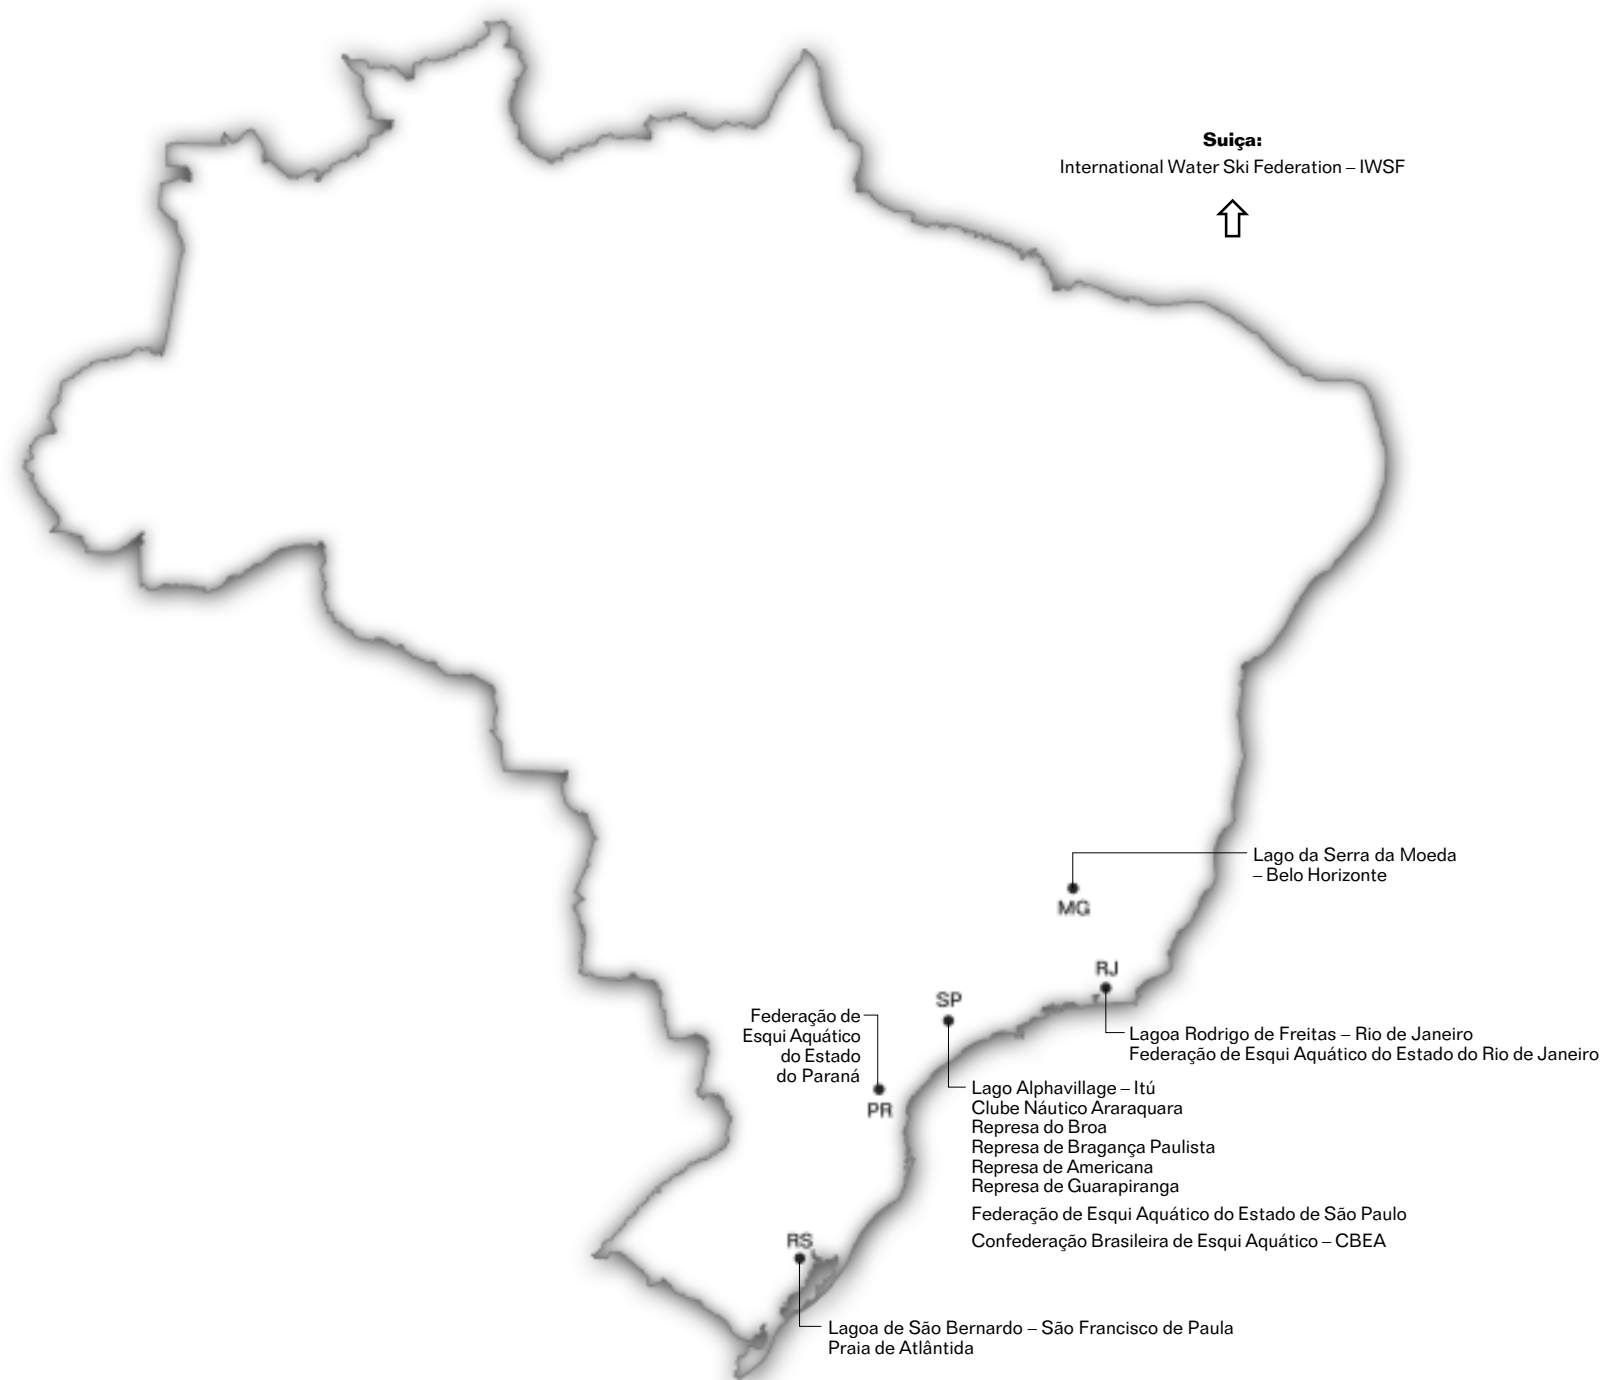 Suiça:
International Water Ski Federation – IWSF
Lago da Serra da Moeda
– Belo Horizonte
MG
RJ
Lagoa Rodrigo de Freitas – Rio de Janeiro
Federação de Esqui Aquático do Estado do Rio de Janeiro
SP
Federação de
Esqui Aquático
do Estado
do Paraná
PR
Lago Alphavillage – Itú
Clube Náutico Araraquara
Represa do Broa
Represa de Bragança Paulista
Represa de Americana
Represa de Guarapiranga
Federação de Esqui Aquático do Estado de São Paulo
Confederação Brasileira de Esqui Aquático – CBEA
RS
Lagoa de São Bernardo – São Francisco de Paula
Praia de Atlântida